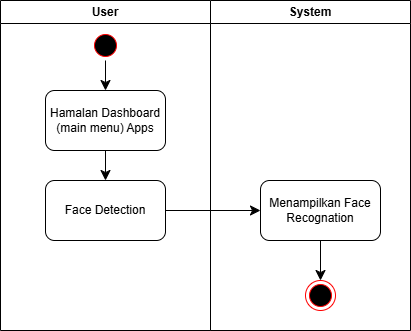 User
System
Hamalan Dashboard
(main menu) Apps
Face Detection
Menampilkan Face
Recognation